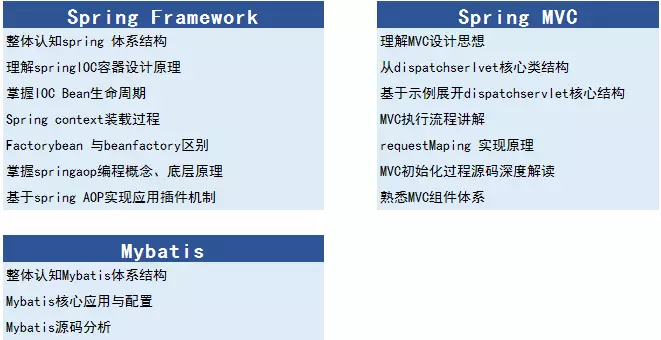 Spring Framework
整体认知spring 体系结构
理解springIOC容器设计原理
掌握IOC Bean生命周期
Spring context装载过程
Factorybean 与beanfactory区别
掌握springaop编程概念、底层原理
基于spring AOP实现应用插件机制
Spring MVC
理解MVC设计思想
从dispatchserlvet核心类结构
基于示例展开dispatchservlet核心结构
MVC执行流程讲解
requestMaping 实现原理
MVC初始化过程源码深度解读
熟悉MVC组件体系
Mybatis
整体认知Mybatis体系结构
Mybatis核心应用与配置
Mybatis源码分析